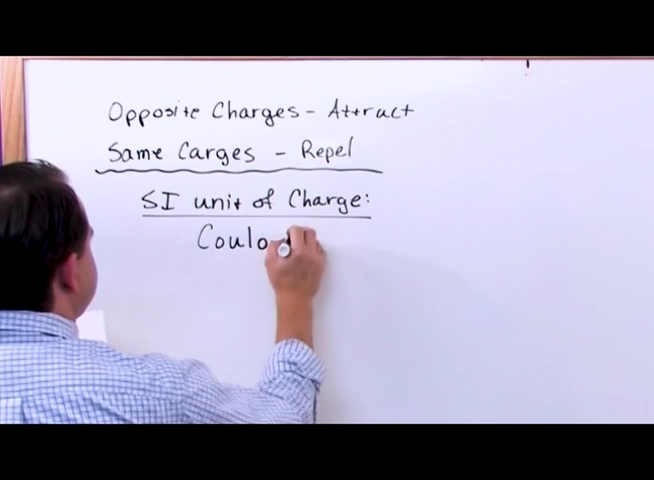 Opposite Charges - Attract
Same Carges - Repel
SI unit of Charge:
Coulo